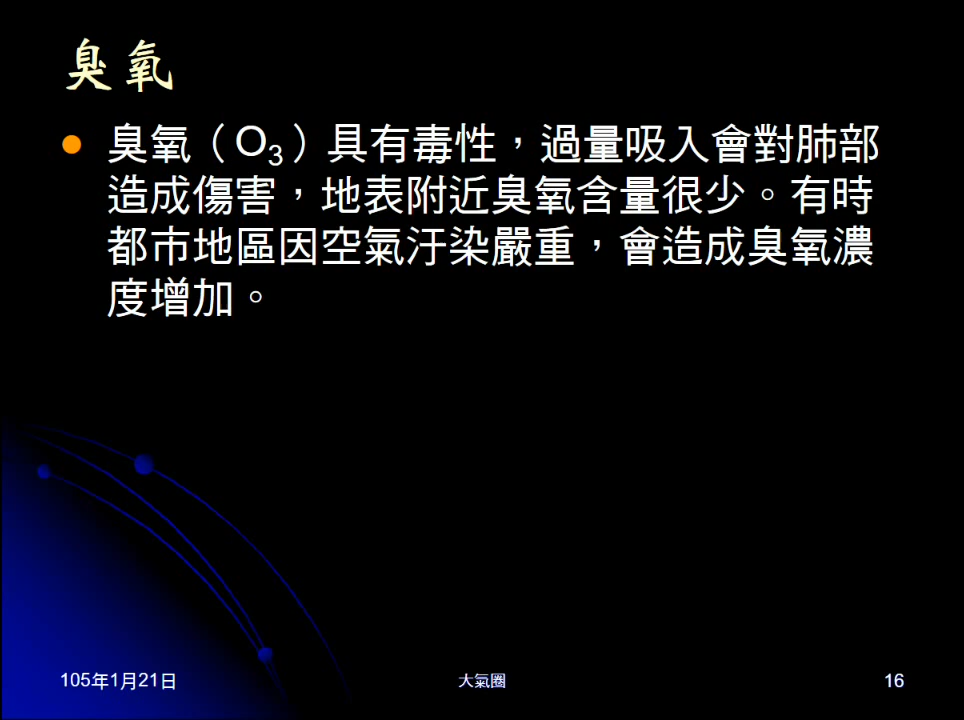 臭氧
臭氧（O₃）具有毒性，過量吸入會對肺部
造成傷害，地表附近臭氧含量很少。有時
都市地區因空氣汙染嚴重，會造成臭氧濃
度增加。
105年1月21日
大氣圈
16